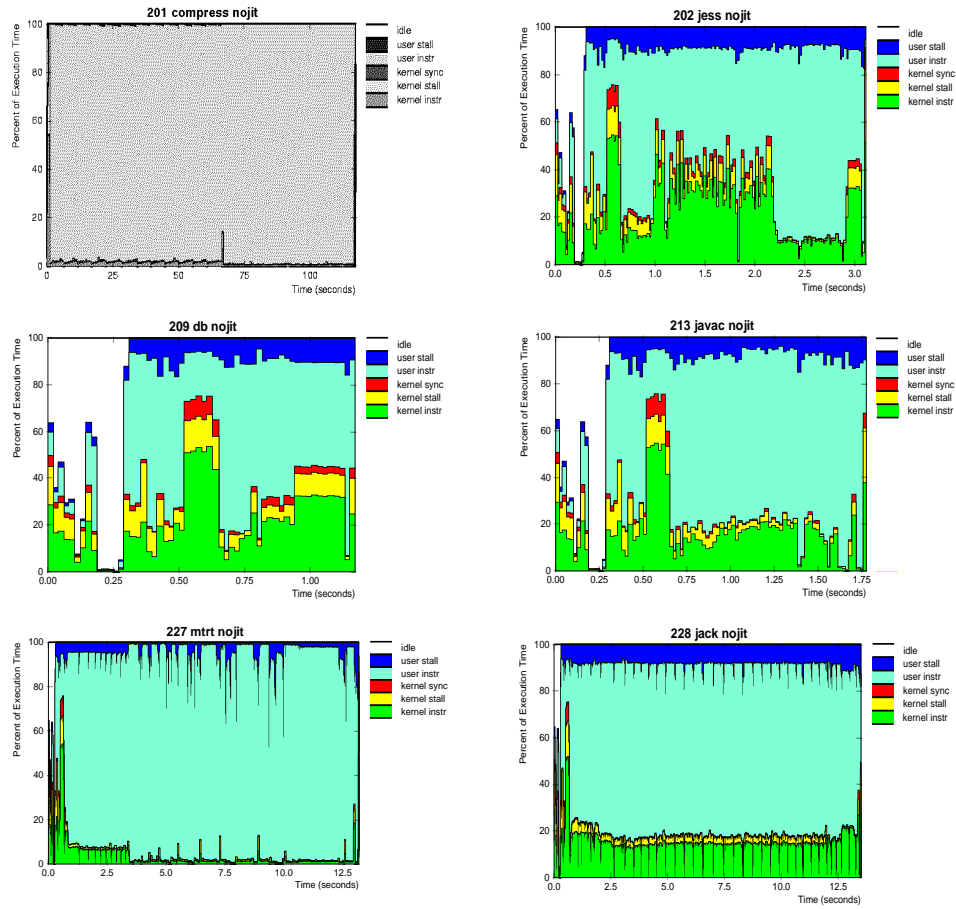 201 compress nojit
Percent of Execution Time
100
80
60
40
20
0
0 25 50 75 100
Time (seconds)
idle
user stall
user instr
kernel sync
kernel stall
kernel instr
202 jess nojit
Percent of Execution Time
100
80
60
40
20
0
0.0 0.5 1.0 1.5 2.0 2.5 3.0
Time (seconds)
idle
user stall
user instr
kernel sync
kernel stall
kernel instr
209 db nojit
Percent of Execution Time
100
80
60
40
20
0
0.00 0.25 0.50 0.75 1.00
Time (seconds)
idle
user stall
user instr
kernel sync
kernel stall
kernel instr
213 javac nojit
Percent of Execution Time
100
80
60
40
20
0
0.00 0.25 0.50 0.75 1.00 1.25 1.50 1.75
Time (seconds)
idle
user stall
user instr
kernel sync
kernel stall
kernel instr
227 mtrt nojit
Percent of Execution Time
100
80
60
40
20
0
0.0 2.5 5.0 7.5 10.0 12.5
Time (seconds)
idle
user stall
user instr
kernel sync
kernel stall
kernel instr
228 jack nojit
Percent of Execution Time
100
80
60
40
20
0
0.0 2.5 5.0 7.5 10.0 12.5
Time (seconds)
idle
user stall
user instr
kernel sync
kernel stall
kernel instr